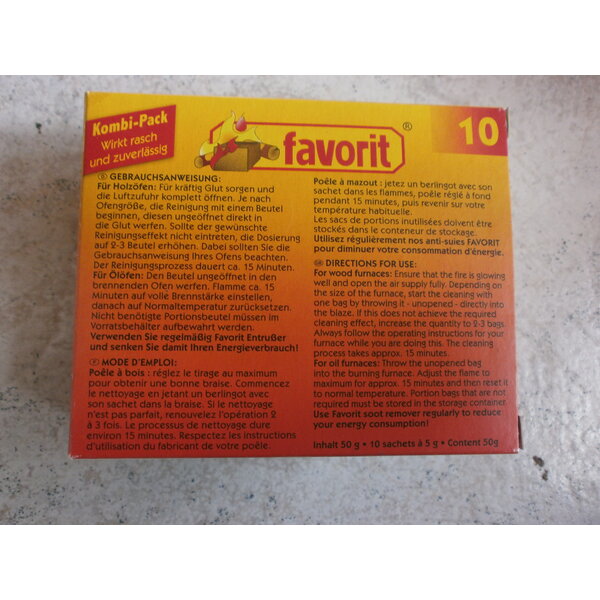 Kombi-Pack
Wirkt rasch
und zuverlässig
favorit®
10
D GEBRAUCHSANWEISUNG:
Für Holzöfen: Für kräftig Glut sorgen und
die Luftzufuhr komplett öffnen. Je nach
Ofengröße, die Reinigung mit einem Beutel
beginnen, diesen ungeöffnet direkt in
die Glut werfen. Sollte der gewünschte
Reinigungseffekt nicht eintreten, die Dosierung
auf 2-3 Beutel erhöhen. Dabei sollten Sie die
Gebrauchsanweisung Ihres Ofens beachten.
Der Reinigungsprozess dauert ca. 15 Minuten.
Für Ölöfen: Den Beutel ungeöffnet in den
brennenden Ofen werfen. Flamme ca. 15
Minuten auf volle Brennstärke einstellen,
danach auf Normaltemperatur zurücksetzen.
Nicht benötigte Portionsbeutel müssen im
Vorratsbehälter aufbewahrt werden.
Verwenden Sie regelmäßig Favorit Entrußer
und senken Sie damit Ihren Energieverbrauch!
F MODE D'EMPLOI:
Poêle à bois : réglez le tirage au maximum
pour obtenir une bonne braise. Commencez
le nettoyage en jetant un berlingot avec son
sachet dans la braise. Si le nettoyage
n'est pas parfait, renouvelez l'opération 2
à 3 fois. Le processus de nettoyage dure
environ 15 minutes. Respectez les instructions
d'utilisation du fabricant de votre poêle.
Poêle à mazout : jetez un berlingot avec son
sachet dans les flammes, poêle réglé à fond
pendant 15 minutes, puis revenir sur votre
température habituelle.
Les sacs de portions inutilisées doivent être
stockés dans le conteneur de stockage.
Utilisez régulièrement nos anti-suies FAVORIT
pour diminuer votre consommation d'énergie.
GB DIRECTIONS FOR USE:
For wood furnaces: Ensure that the fire is glowing
well and open the air supply fully. Depending on
the size of the furnace, start the cleaning with
one bag by throwing it - unopened - directly into
the blaze. If this does not achieve the required
cleaning effect, increase the quantity to 2-3 bags
Always follow the operating instructions for your
furnace while you are doing this. The cleaning
process takes approx. 15 minutes.
For oil furnaces: Throw the unopened bag
into the burning furnace. Adjust the flame to
maximum for approx. 15 minutes and then reset it
to normal temperature. Portion bags that are not
required must be stored in the storage container.
Use Favorit soot remover regularly to reduce
your energy consumption!
Inhalt 50 g • 10 sachets à 5 g • Content 50g